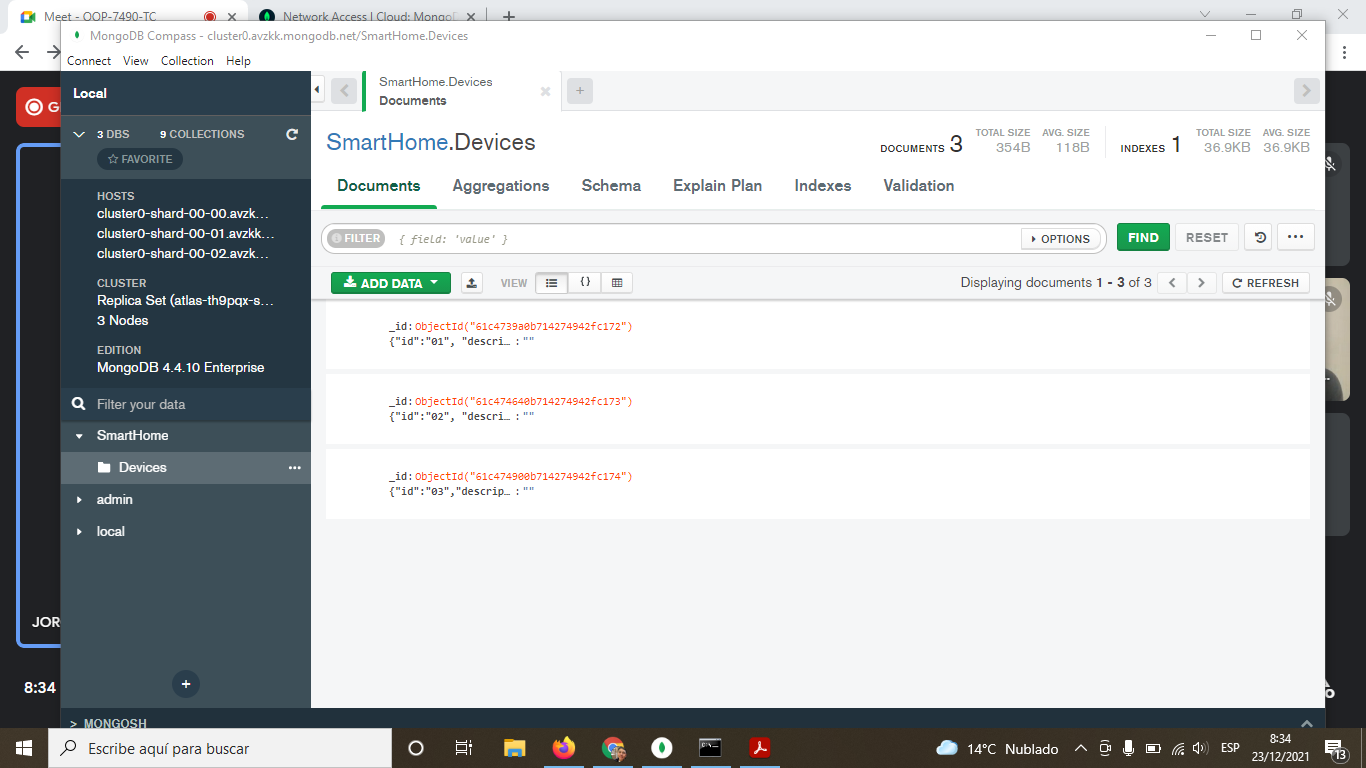 Meet - OOP-7490-TC
Network Access | Cloud: MongoD
MongoDB Compass - cluster0.avzkk.mongodb.net/SmartHome.Devices
Connect View Collection Help
Local
SmartHome.Devices
Documents
3 DBS 9 COLLECTIONS
FAVORITE
SmartHome.Devices
DOCUMENTS 3 TOTAL SIZE 354B AVG. SIZE 118B INDEXES 1 TOTAL SIZE 36.9KB AVG. SIZE 36.9KB
Documents Aggregations Schema Explain Plan Indexes Validation
HOSTS
cluster0-shard-00-00.avzk...
cluster0-shard-00-01.avzkk...
cluster0-shard-00-02.avzk...
CLUSTER
Replica Set (atlas-th9pqx-s...
3 Nodes
EDITION
MongoDB 4.4.10 Enterprise
FILTER { field: 'value' } OPTIONS FIND RESET
ADD DATA VIEW {} Displaying documents 1 - 3 of 3 REFRESH
_id: ObjectId("61c4739a0b714274942fc172")
{"id":"01", "descri… : ""
_id: ObjectId("61c474640b714274942fc173")
{"id":"02", "descri… : ""
_id: ObjectId("61c474900b714274942fc174")
{"id":"03","descrip… : ""
Filter your data
SmartHome
Devices
admin
local
JOR
8:34
>_MONGOSH
Escribe aquí para buscar
14°C Nublado
ESP
8:34
23/12/2021
13